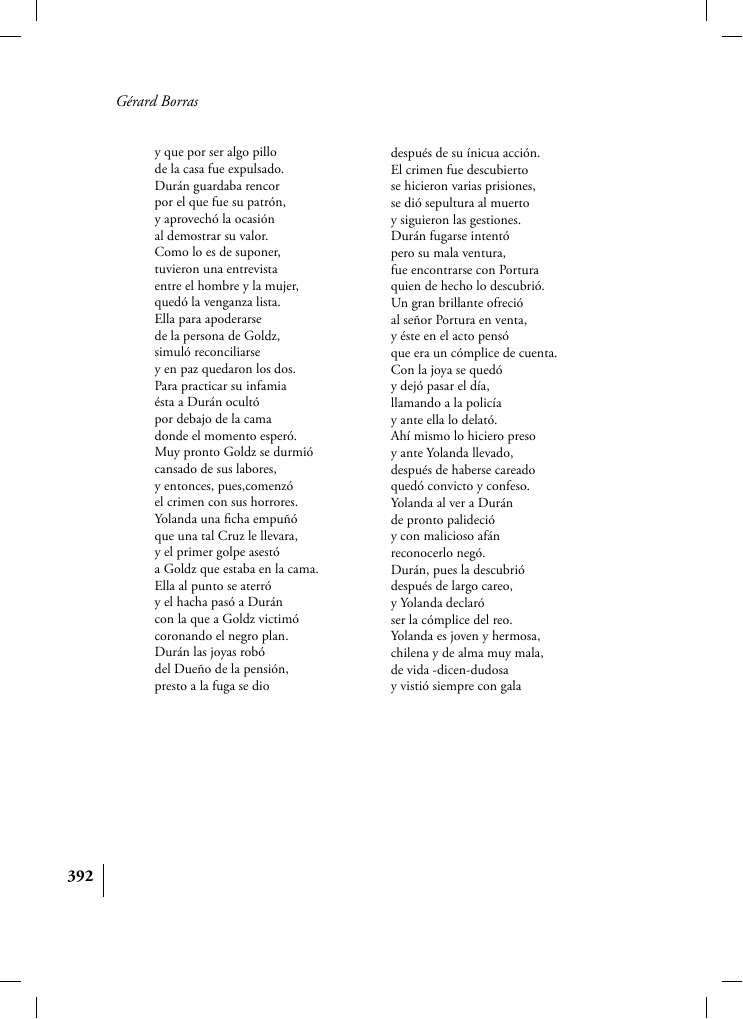 Gérard Borras
y que por ser algo pillo
de la casa fue expulsado.
Durán guardaba rencor
por el que fue su patrón,
y aprovechó la ocasión
al demostrar su valor.
Como lo es de suponer,
tuvieron una entrevista
entre el hombre y la mujer,
quedó la venganza lista.
Ella para apoderarse
de la persona de Goldz,
simuló reconciliarse
y en paz quedaron los dos.
Para practicar su infamia
ésta a Durán ocultó
por debajo de la cama
donde el momento esperó.
Muy pronto Goldz se durmió
cansado de sus labores,
y entonces, pues,comenzó
el crimen con sus horrores.
Yolanda una ficha empuñó
que una tal Cruz le llevara,
y el primer golpe asestó
a Goldz que estaba en la cama.
Ella al punto se aterró
y el hacha pasó a Durán
con la que a Goldz victimó
coronando el negro plan.
Durán las joyas robó
del Dueño de la pensión,
presto a la fuga se dio
después de su ínicua acción.
El crimen fue descubierto
se hicieron varias prisiones,
se dió sepultura al muerto
y siguieron las gestiones.
Durán fugarse intentó
pero su mala ventura,
fue encontrarse con Portura
quien de hecho lo descubrió.
Un gran brillante ofreció
al señor Portura en venta,
y éste en el acto pensó
que era un cómplice de cuenta.
Con la joya se quedó
y dejó pasar el día,
llamando a la policía
y ante ella lo delató.
Ahí mismo lo hiciero preso
y ante Yolanda llevado,
después de haberse careado
quedó convicto y confeso.
Yolanda al ver a Durán
de pronto palideció
y con malicioso afán
reconocerlo negó.
Durán, pues la descubrió
después de largo careo,
y Yolanda declaró
ser la cómplice del reo.
Yolanda es joven y hermosa,
chilena y de alma muy mala,
de vida -dicen-dudosa
y vistió siempre con gala
392